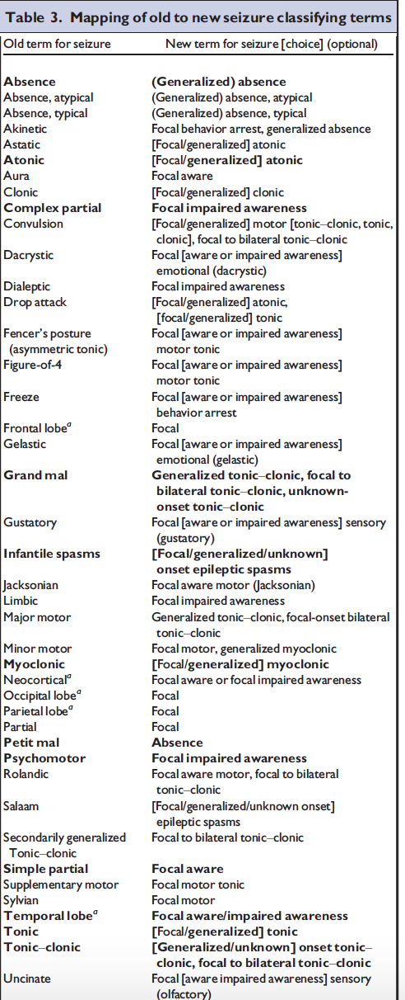 Table 3. Mapping of old to new seizure classifying terms
Old term for seizure New term for seizure [choice] (optional)
Absence (Generalized) absence
Absence, atypical (Generalized) absence, atypical
Absence, typical (Generalized) absence, typical
Akinetic Focal behavior arrest, generalized absence
Astatic [Focal/generalized] atonic
Atonic [Focal/generalized] atonic
Aura Focal aware
Clonic [Focal/generalized] clonic
Complex partial Focal impaired awareness
Convulsion [Focal/generalized] motor [tonic–clonic, tonic,
clonic], focal to bilateral tonic–clonic
Dacrystic Focal [aware or impaired awareness]
emotional (dacrystic)
Dialeptic Focal impaired awareness
Drop attack [Focal/generalized] atonic,
[focal/generalized] tonic
Fencer's posture Focal [aware or impaired awareness]
(asymmetric tonic) motor tonic
Figure-of-4 Focal [aware or impaired awareness]
motor tonic
Freeze Focal [aware or impaired awareness]
behavior arrest
Frontal lobeᵃ Focal
Gelastic Focal [aware or impaired awareness]
emotional (gelastic)
Grand mal Generalized tonic–clonic, focal to
bilateral tonic–clonic, unknown-
onset tonic–clonic
Gustatory Focal [aware or impaired awareness] sensory
(gustatory)
Infantile spasms [Focal/generalized/unknown]
onset epileptic spasms
Jacksonian Focal aware motor (Jacksonian)
Limbic Focal impaired awareness
Major motor Generalized tonic–clonic, focal-onset bilateral
tonic–clonic
Minor motor Focal motor, generalized myoclonic
Myoclonic [Focal/generalized] myoclonic
Neocorticalᵃ Focal aware or focal impaired awareness
Occipital lobeᵃ Focal
Parietal lobeᵃ Focal
Partial Focal
Petit mal Absence
Psychomotor Focal impaired awareness
Rolandic Focal aware motor, focal to bilateral
tonic–clonic
Salaam [Focal/generalized/unknown onset]
epileptic spasms
Secondarily generalized Focal to bilateral tonic–clonic
Tonic–clonic
Simple partial Focal aware
Supplementary motor Focal motor tonic
Sylvian Focal motor
Temporal lobeᵃ Focal aware/impaired awareness
Tonic [Focal/generalized] tonic
Tonic–clonic [Generalized/unknown] onset tonic–
clonic, focal to bilateral tonic–clonic
Uncinate Focal [aware impaired awareness] sensory
(olfactory)